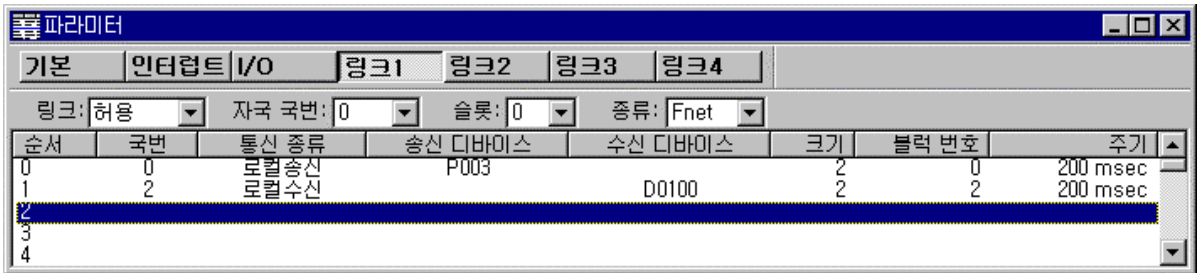 파라미터
기본 인터럽트 I/O 링크1 링크2 링크3 링크4
링크: 허용 자국 국번: 0 슬롯: 0 종류: Fnet
순서 국번 통신 종류 송신 디바이스 수신 디바이스 크기 블럭 번호 주기
0 0 로컬송신 P003 2 0 200 msec
1 2 로컬수신 D0100 2 2 200 msec
2
3
4